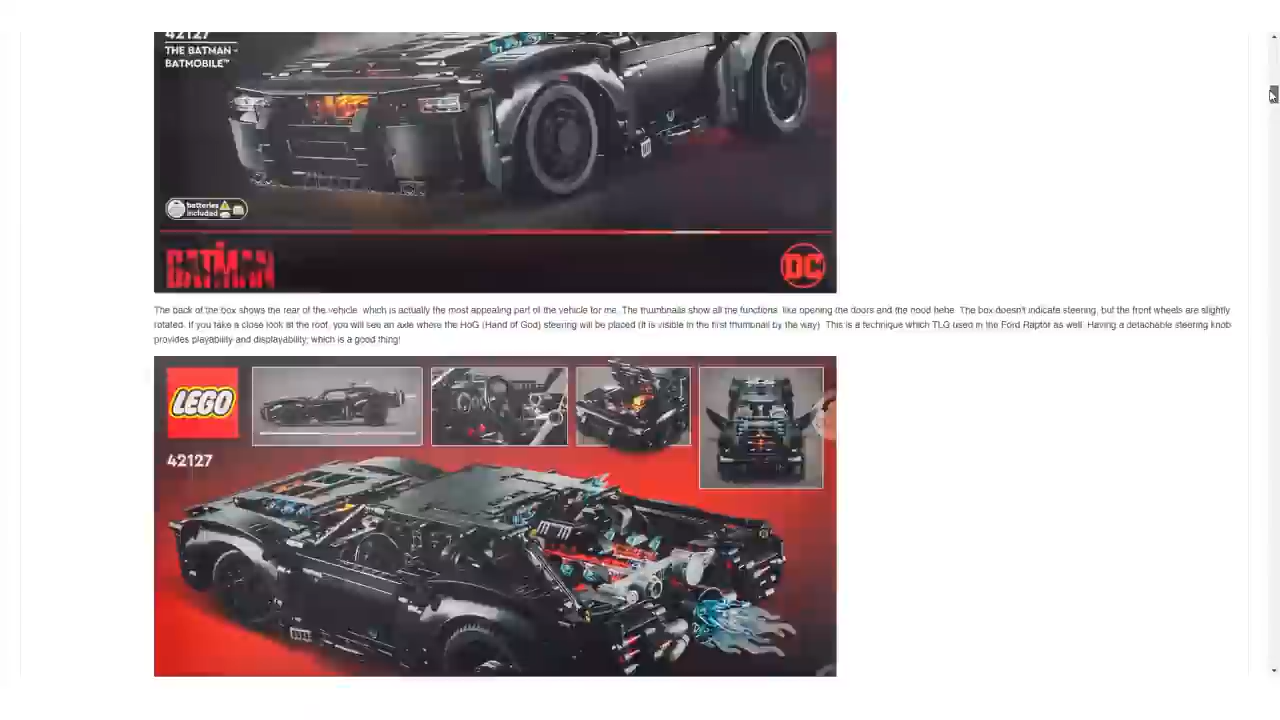 42127
THE BATMAN™
BATMOBILE™
batteries
included
BATMAN
DC
The back of the box shows the rear of the vehicle, which is actually the most appealing part of the vehicle for me. The thumbnails show all the functions, like opening the doors and the hood hehe. The box doesn't indicate steering, but the front wheels are slightly
rotated. If you take a close look at the roof, you will see an axle where the HoG (Hand of God) steering will be placed (it is visible in the first thumbnail by the way). This is a technique which TLG used in the Ford Raptor as well. Having a detachable steering knob
provides playability and displayability, which is a good thing!
LEGO
42127